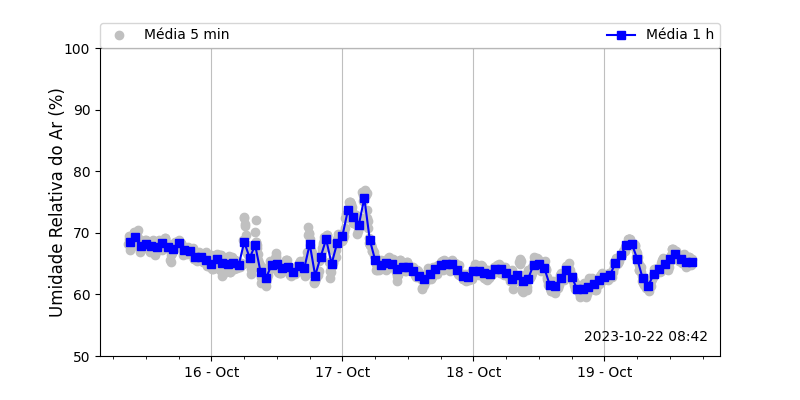 Média 5 min Média 1 h
Umidade Relativa do Ar (%)
100
90
80
70
60
50
2023-10-22 08:42
16 - Oct 17 - Oct 18 - Oct 19 - Oct